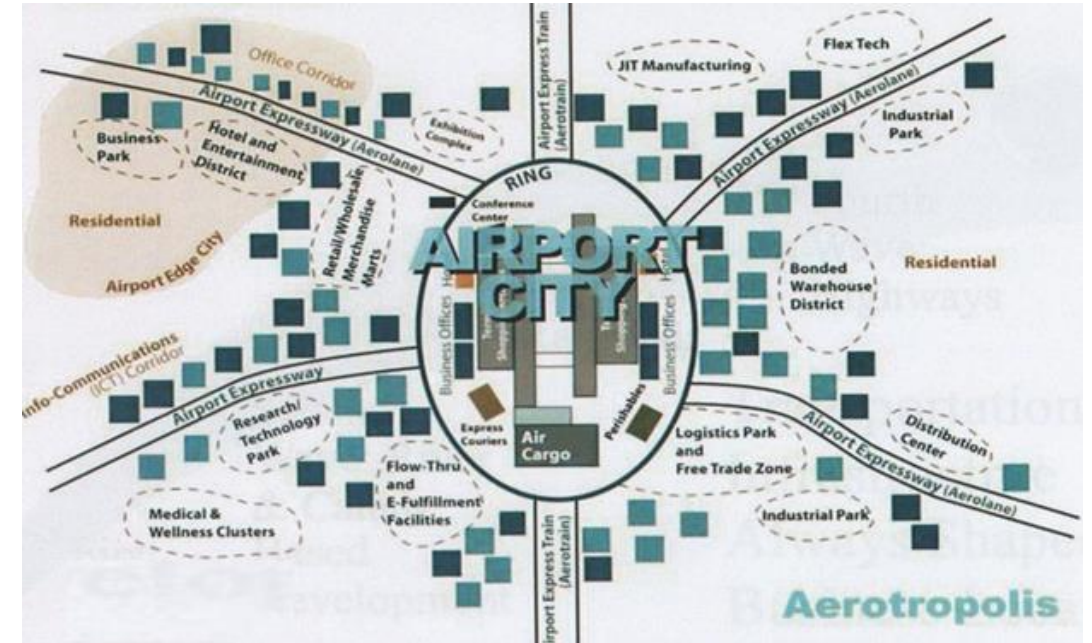 Office Corridor
Airport Expressway (Aerolane)
Business
Park
Hotel and
Entertainment
District
Exhibition
Complex
Residential
Airport Edge City
Retail/Wholesale
Merchandise
Marts
Airport Express Train
(Aerotrain)
JIT Manufacturing
Flex Tech
Airport Expressway (Aerolane)
Industrial
Park
RING
Conference
Center
AIRPORT
CITY
Business Offices
Business Offices
Express
Couriers
Air
Cargo
Perishables
Bonded
Warehouse
District
Residential
(ICT) Corridor
Airport Expressway
Research/
Technology
Park
Medical &
Wellness Clusters
Flow-Thru
and
E-Fulfillment
Facilities
Logistics Park
and
Free Trade Zone
Distribution
Center
Airport Expressway (Aerolane)
Industrial Park
Airport Express Train
(Aerotrain)
Aerotropolis